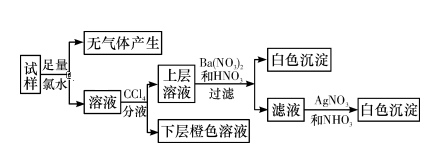 无气体产生
试样
足量
氯水
溶液
CCl4
分液
上层
溶液
Ba(NO3)2
和HNO3
过滤
白色沉淀
滤液
AgNO3
和NHO3
白色沉淀
下层橙色溶液